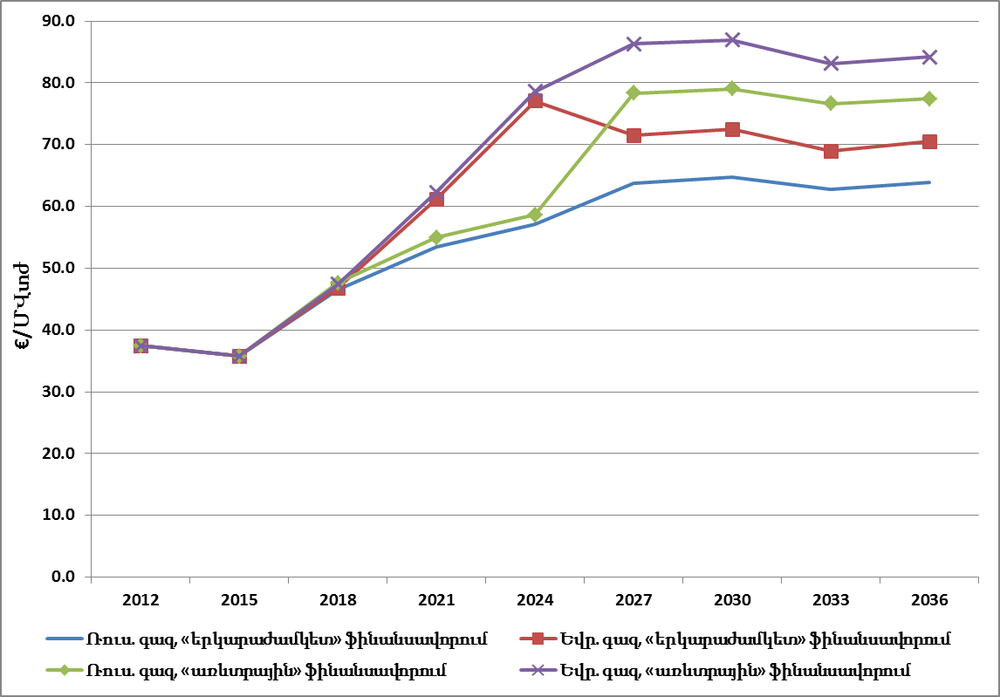 90.0
80.0
70.0
60.0
50.0
40.0
30.0
20.0
10.0
0.0
€/ՄՎտժ
2012 2015 2018 2021 2024 2027 2030 2033 2036
Ռուս. գազ, «երկարաժամկետ» ֆինանսավորում
Եվր. գազ, «երկարաժամկետ» ֆինանսավորում
Ռուս. գազ, «առևտրային» ֆինանսավորում
Եվր. գազ, «առևտրային» ֆինանսավորում